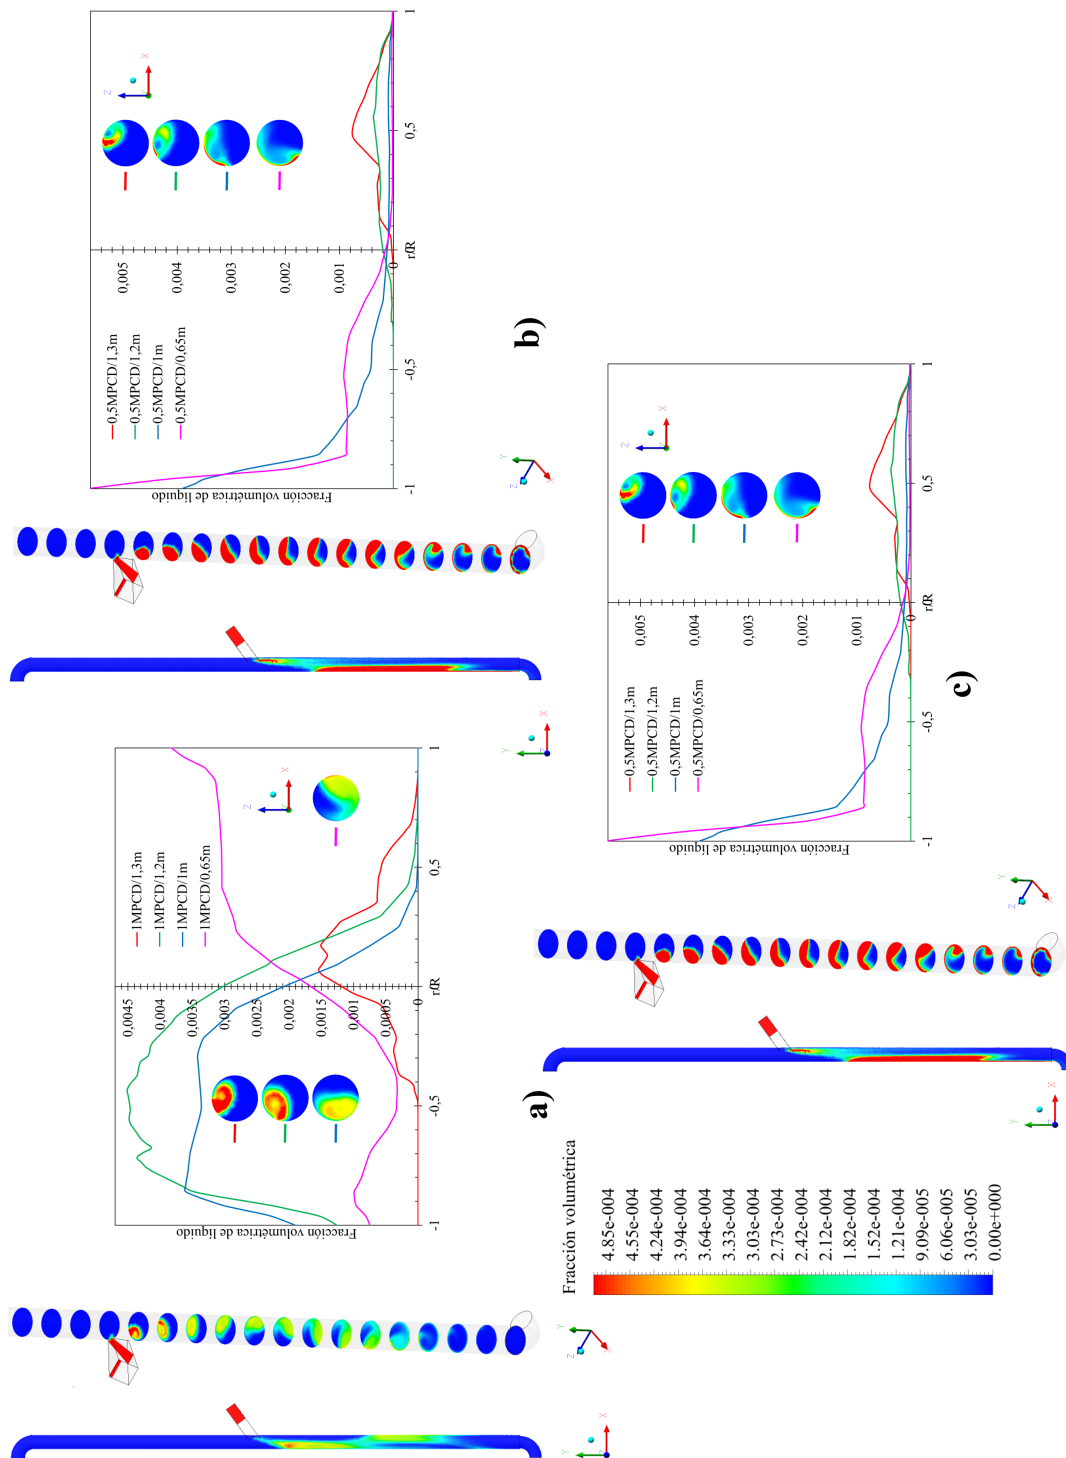 Fracción volumétrica de líquido
0,0045
0,004
0,0035
0,003
0,0025
0,002
0,0015
0,001
0,0005
0
-1
-0,5
r/R
0,5
1
1MPCD/1,3m
1MPCD/1,2m
1MPCD/1m
1MPCD/0,65m
Z
X
Y
Z
X
Y
X
a)
Fracción volumétrica de líquido
0,005
0,004
0,003
0,002
0,001
0
-1
-0,5
r/R
0,5
1
0,5MPCD/1,3m
0,5MPCD/1,2m
0,5MPCD/1m
0,5MPCD/0,65m
Z
X
Y
Z
X
Y
Z
X
b)
Fracción volumétrica
4.85e-004
4.55e-004
4.24e-004
3.94e-004
3.64e-004
3.33e-004
3.03e-004
2.73e-004
2.42e-004
2.12e-004
1.82e-004
1.52e-004
1.21e-004
9.09e-005
6.06e-005
3.03e-005
0.00e+000
Fracción volumétrica de líquido
0,005
0,004
0,003
0,002
0,001
0
-1
-0,5
r/R
0,5
1
0,5MPCD/1,3m
0,5MPCD/1,2m
0,5MPCD/1m
0,5MPCD/0,65m
Z
X
Y
Z
X
Y
Z
X
c)